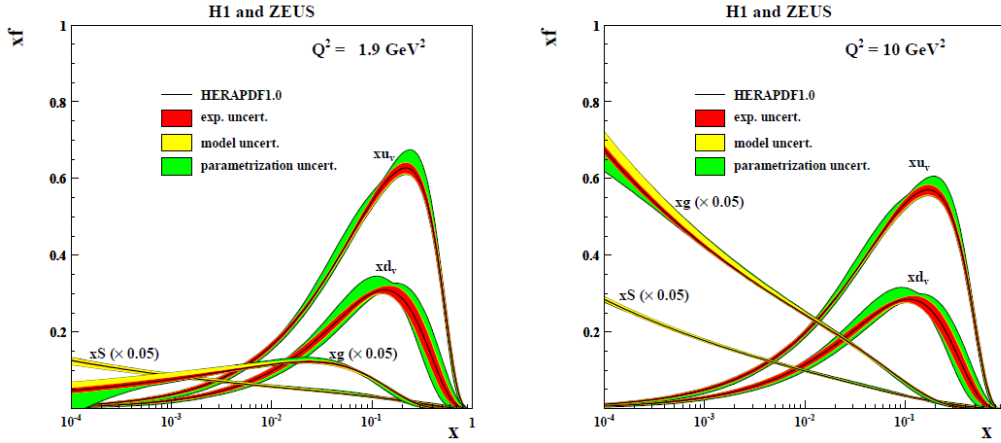 H1 and ZEUS
xf
Q² = 1.9 GeV²
HERAPDF1.0
exp. uncert.
model uncert.
parametrization uncert.
xuᵥ
xdᵥ
xS (× 0.05)
xg (× 0.05)
1
0.8
0.6
0.4
0.2
10⁻⁴ 10⁻³ 10⁻² 10⁻¹ 1
x
H1 and ZEUS
xf
Q² = 10 GeV²
HERAPDF1.0
exp. uncert.
model uncert.
parametrization uncert.
xuᵥ
xg (× 0.05)
xdᵥ
xS (× 0.05)
1
0.8
0.6
0.4
0.2
10⁻⁴ 10⁻³ 10⁻² 10⁻¹ 1
x